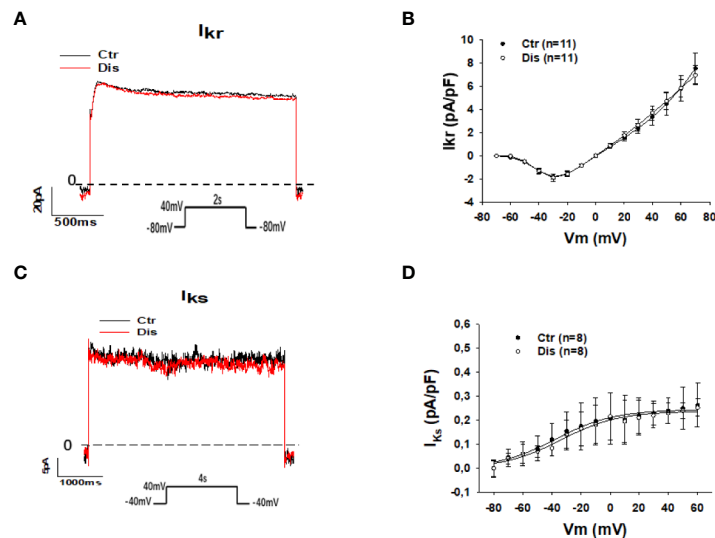 A
Ikr
Ctr
Dis
0
20pA
500ms
40mV
2s
-80mV
-80mV
B
Ctr (n=11)
Dis (n=11)
Ikr (pA/pF)
10
8
6
4
2
0
-2
-4
-80 -60 -40 -20 0 20 40 60 80
Vm (mV)
C
Iks
Ctr
Dis
0
5pA
1000ms
40mV
4s
-40mV
-40mV
D
Ctr (n=8)
Dis (n=8)
IKs (pA/pF)
0,6
0,5
0,4
0,3
0,2
0,1
0,0
-0,1
-80 -60 -40 -20 0 20 40 60
Vm (mV)